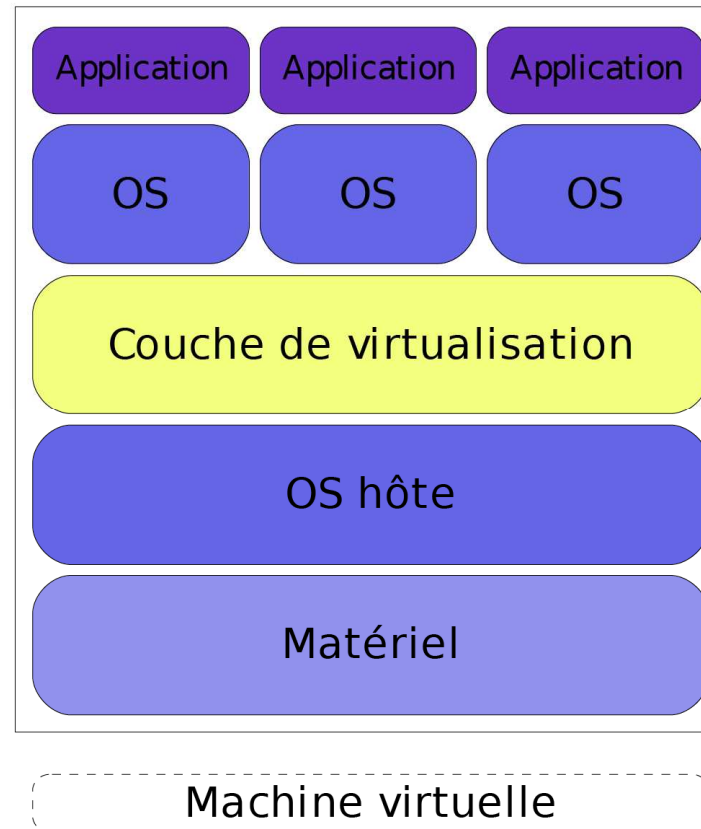 Application Application Application
OS OS OS
Couche de virtualisation
OS hôte
Matériel
Machine virtuelle